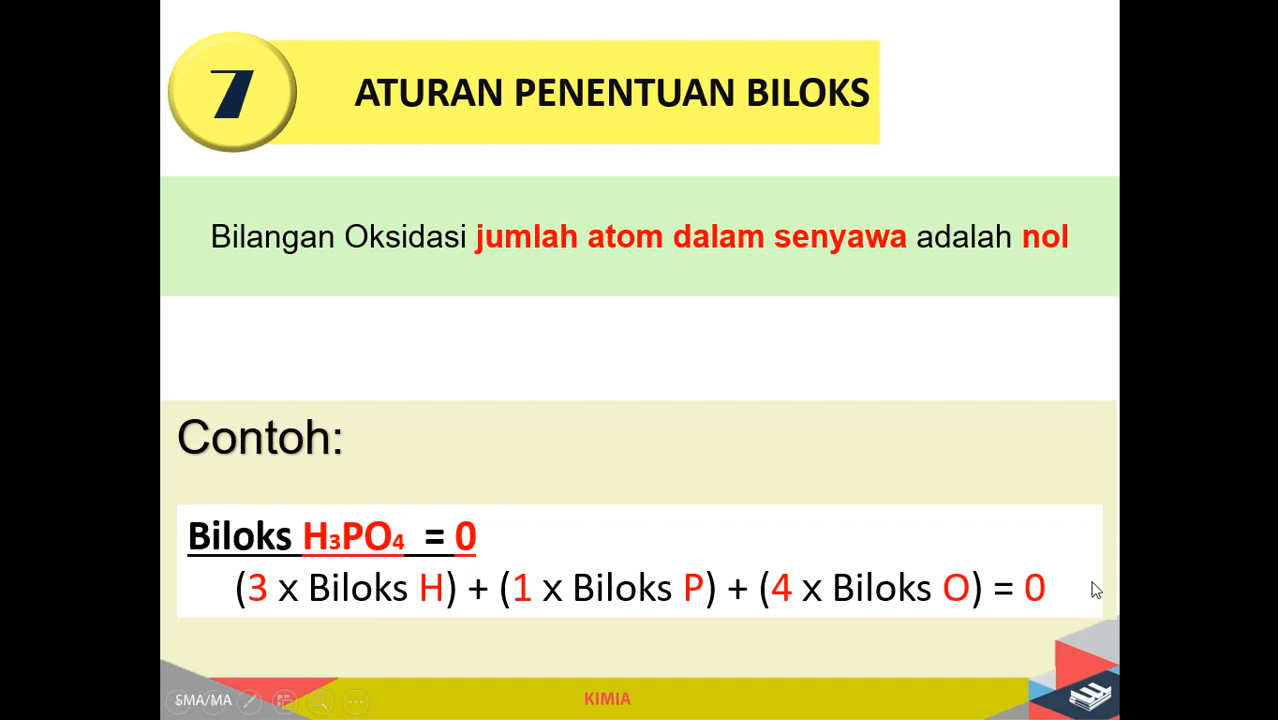 7
ATURAN PENENTUAN BILOKS
Bilangan Oksidasi jumlah atom dalam senyawa adalah nol
Contoh:
Biloks H₃PO₄ = 0
(3 x Biloks H) + (1 x Biloks P) + (4 x Biloks O) = 0
SMA/MA
KIMIA